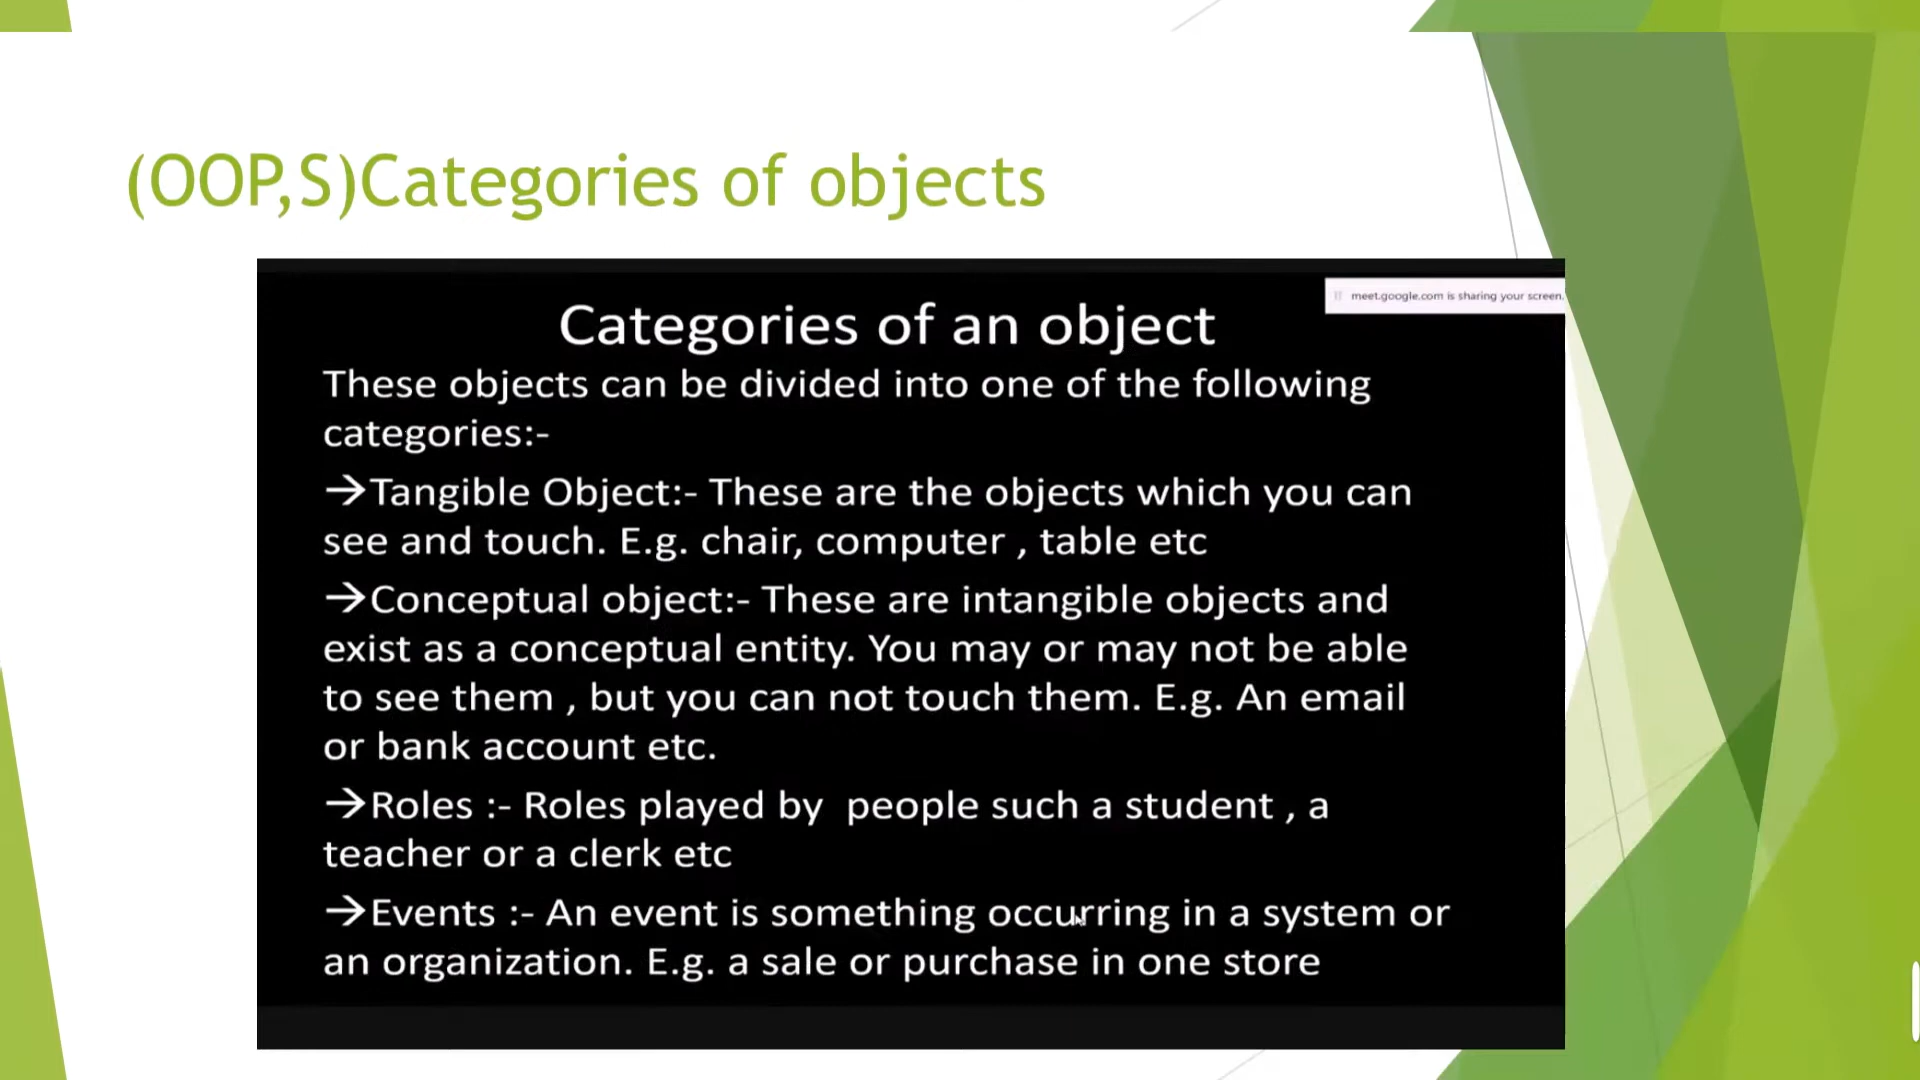 (OOP,S)Categories of objects
meet.google.com is sharing your screen.
Categories of an object
These objects can be divided into one of the following
categories:-
→Tangible Object:- These are the objects which you can
see and touch. E.g. chair, computer , table etc
→Conceptual object:- These are intangible objects and
exist as a conceptual entity. You may or may not be able
to see them , but you can not touch them. E.g. An email
or bank account etc.
→Roles :- Roles played by  people such a student , a
teacher or a clerk etc
→Events :- An event is something occurring in a system or
an organization. E.g. a sale or purchase in one store